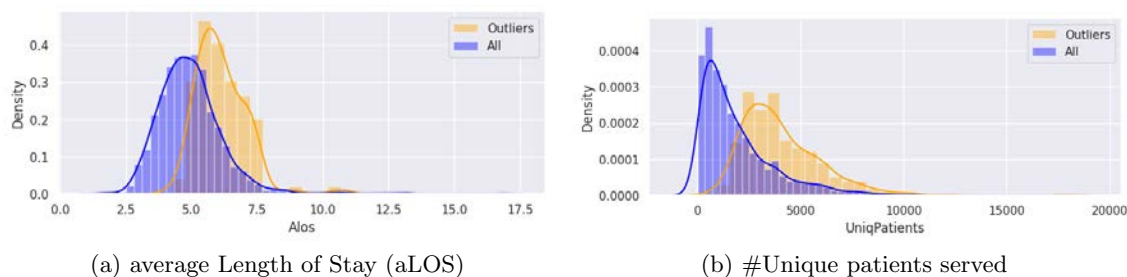 Outliers
All
0.4
0.3
0.2
0.1
0.0
Density
0.0 2.5 5.0 7.5 10.0 12.5 15.0 17.5
Alos
(a) average Length of Stay (aLOS)
Outliers
All
0.0004
0.0003
0.0002
0.0001
0.0000
Density
0 5000 10000 15000 20000
UniqPatients
(b) #Unique patients served